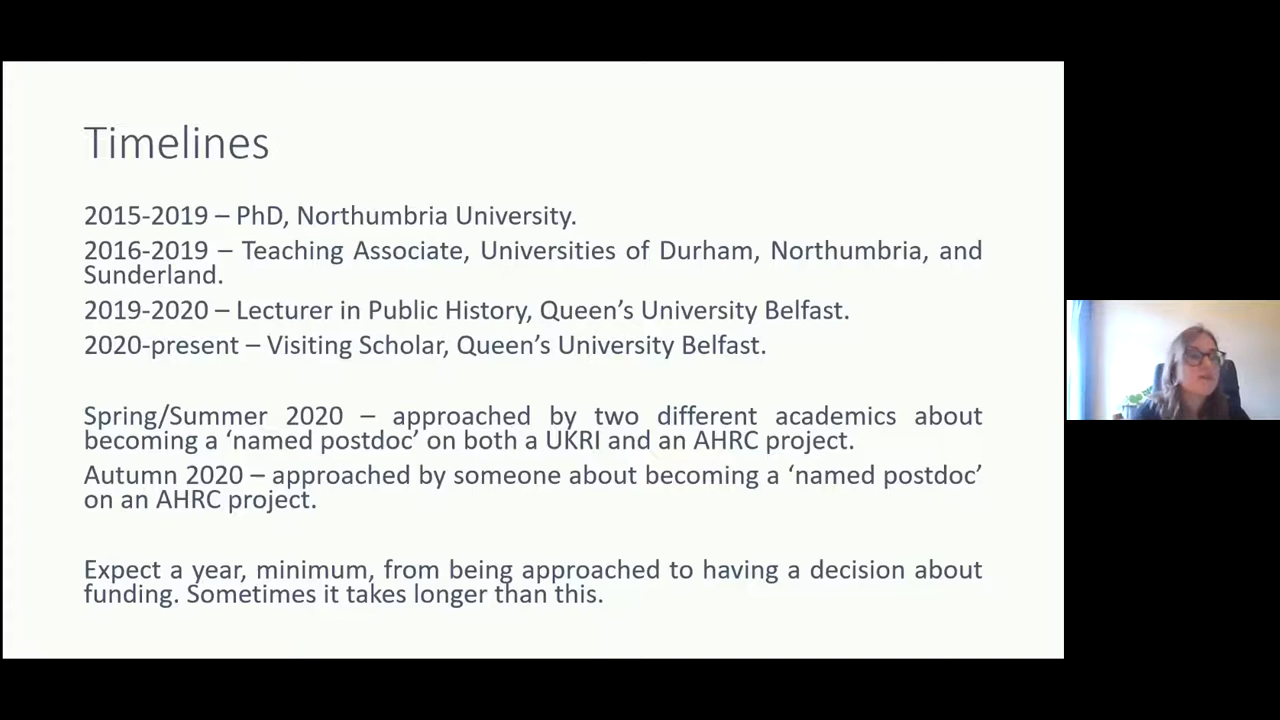 Timelines
2015-2019 – PhD, Northumbria University.
2016-2019 – Teaching Associate, Universities of Durham, Northumbria, and
Sunderland.
2019-2020 – Lecturer in Public History, Queen’s University Belfast.
2020-present – Visiting Scholar, Queen’s University Belfast.
Spring/Summer 2020 – approached by two different academics about
becoming a ‘named postdoc’ on both a UKRI and an AHRC project.
Autumn 2020 – approached by someone about becoming a ‘named postdoc’
on an AHRC project.
Expect a year, minimum, from being approached to having a decision about
funding. Sometimes it takes longer than this.